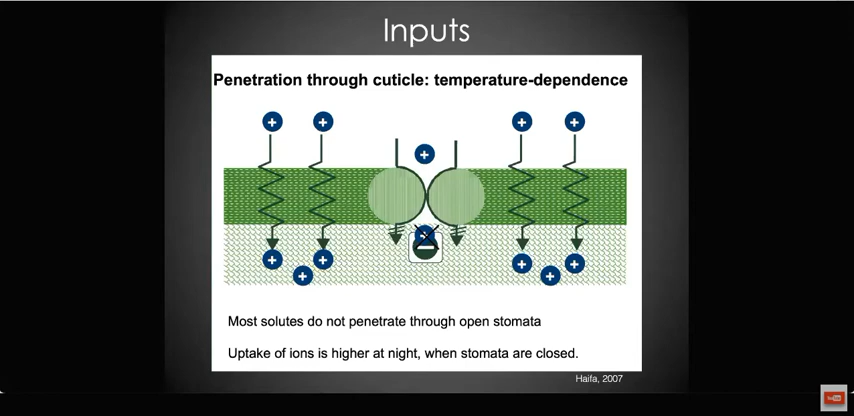 Inputs
Penetration through cuticle: temperature-dependence
+ + + +
+
+
+ + + +
+ +
Most solutes do not penetrate through open stomata
Uptake of ions is higher at night, when stomata are closed.
Haifa, 2007